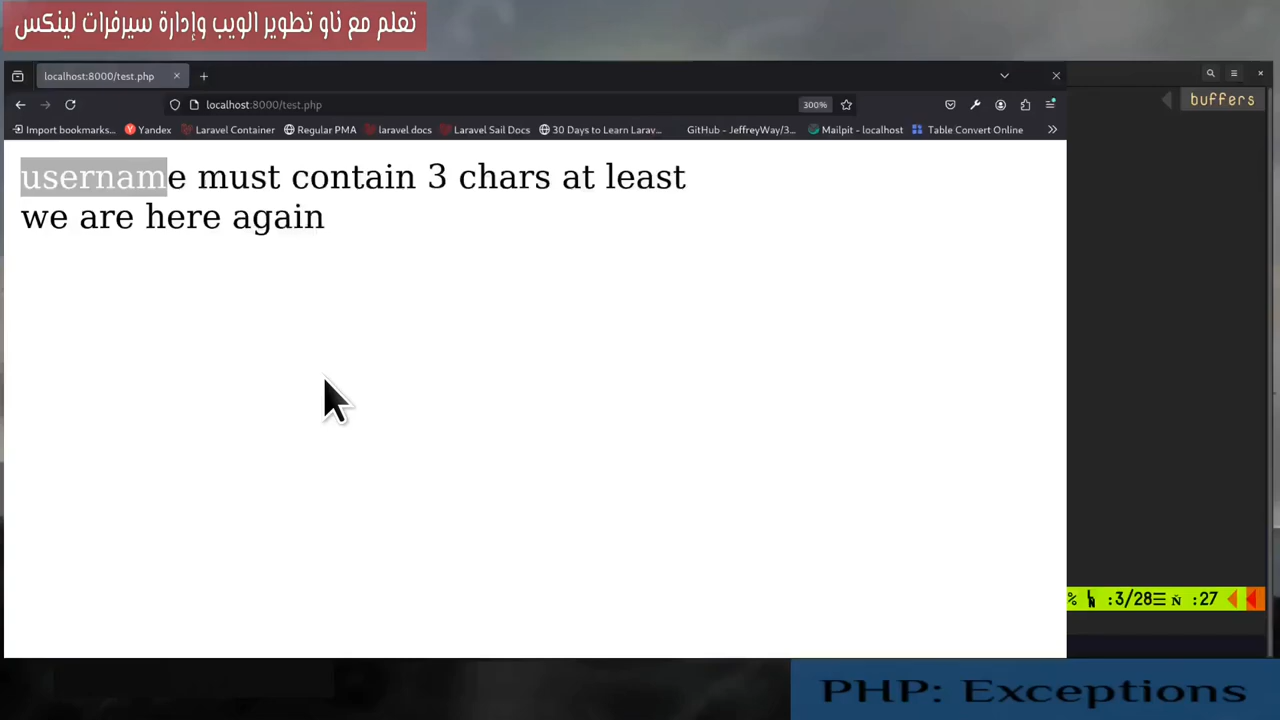 تعلم مع ناو تطوير الويب وإدارة سيرفرات لينكس
localhost:8000/test.php
localhost:8000/test.php
300%
Import bookmarks...
Yandex
Laravel Container
Regular PMA
laravel docs
Laravel Sail Docs
30 Days to Learn Larav...
GitHub - JeffreyWay/3...
Mailpit - localhost
Table Convert Online
buffers
username must contain 3 chars at least
we are here again
% :3/28 :27
PHP: Exceptions